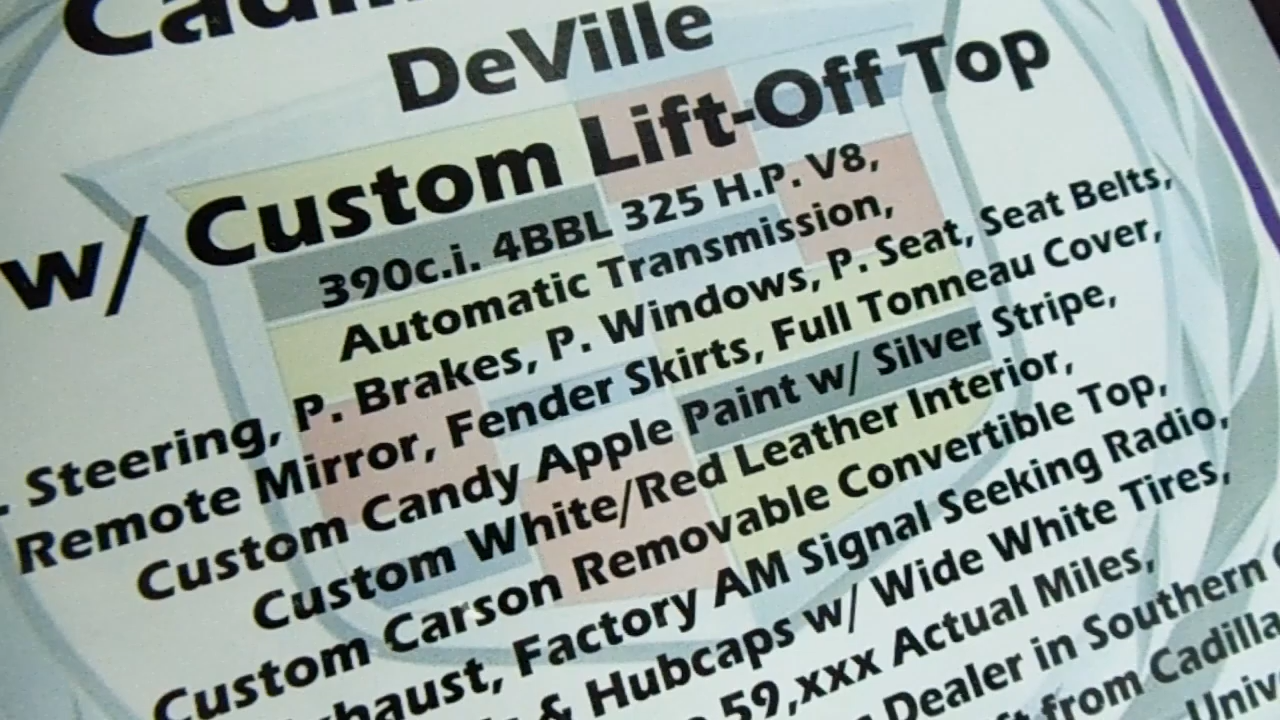 DeVille
w/ Custom Lift-Off Top
390c.i. 4BBL 325 H.P. V8,
Automatic Transmission,
Steering, P. Brakes, P. Windows, P. Seat, Seat Belts,
Remote Mirror, Fender Skirts, Full Tonneau Cover,
Custom Candy Apple Paint w/ Silver Stripe,
Custom White/Red Leather Interior,
Custom Carson Removable Convertible Top,
Factory AM Signal Seeking Radio,
& Hubcaps w/ Wide White Tires,
59,xxx Actual Miles,
Dealer in Southern
from